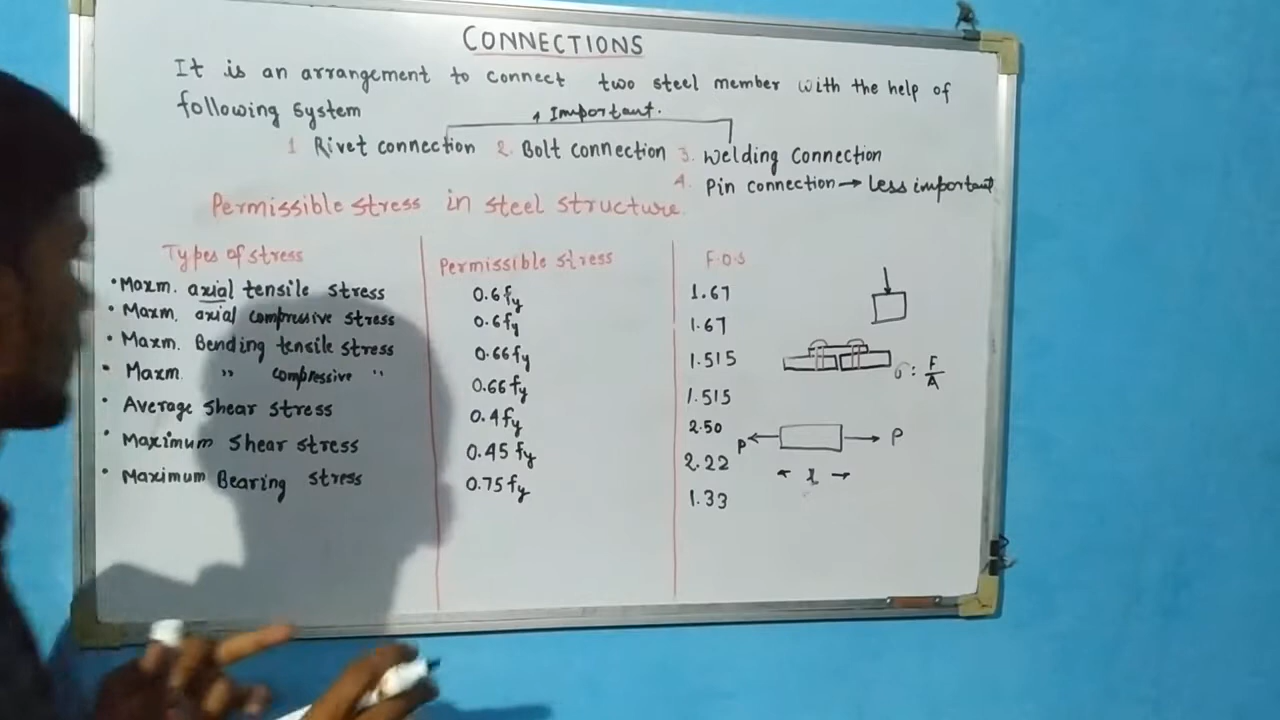 CONNECTIONS
It is an arrangement to connect two steel member with the help of
following system
Important.
1 Rivet connection 2. Bolt connection 3. Welding Connection
4. Pin connection → Less important
Permissible stress in steel structure.
Types of stress Permissible stress F.O.S
• Maxm. axial tensile stress 0.6fy 1.67
• Maxm. axial compressive stress 0.6fy 1.67
• Maxm. Bending tensile stress 0.66fy 1.515
• Maxm. " compressive " 0.66fy 1.515
• Average Shear stress 0.4fy 2.50
• Maximum Shear stress 0.45fy 2.22
• Maximum Bearing stress 0.75fy 1.33
σ: F/A
P P